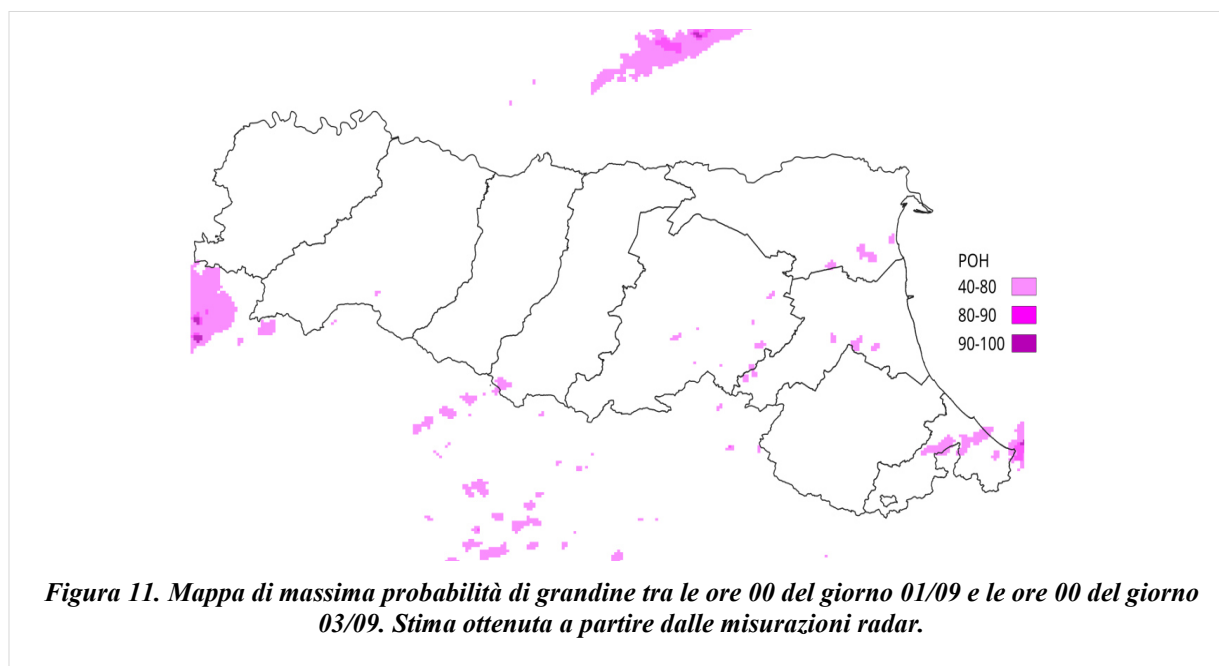 POH
40-80
80-90
90-100
Figura 11. Mappa di massima probabilità di grandine tra le ore 00 del giorno 01/09 e le ore 00 del giorno
03/09. Stima ottenuta a partire dalle misurazioni radar.